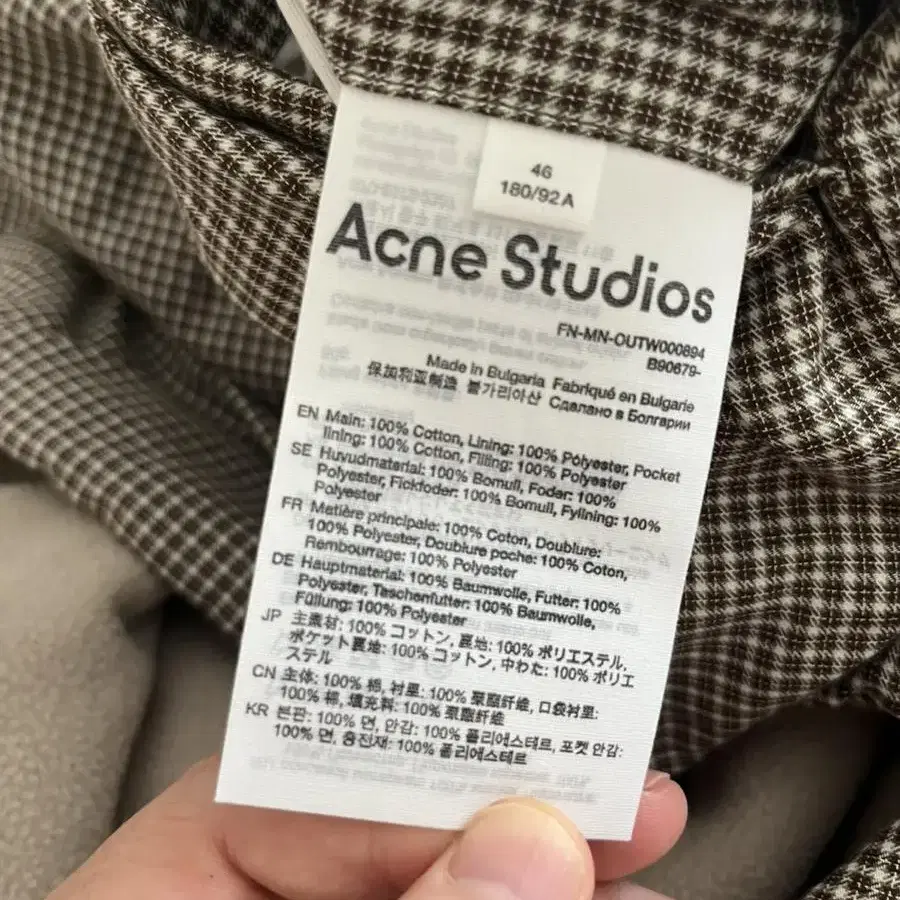 46
180/92A
Acne Studios
FN-MN-OUTW000894
B90679-
Made in Bulgaria Fabriqué en Bulgarie
保加利亚制造 불가리아산 Сделано в Болгарии
EN Main: 100% Cotton, Lining: 100% Polyester, Pocket
lining: 100% Cotton, Filling: 100% Polyester
SE Huvudmaterial: 100% Bomull, Foder: 100%
Polyester, Fickfoder: 100% Bomull, Fyllning: 100%
Polyester
FR Matière principale: 100% Coton, Doublure:
100% Polyester, Doublure poche: 100% Coton,
Rembourrage: 100% Polyester
DE Hauptmaterial: 100% Baumwolle, Futter: 100%
Polyester, Taschenfutter: 100% Baumwolle,
Füllung: 100% Polyester
JP 主素材: 100% コットン, 裏地: 100% ポリエステル,
ポケット裏地: 100% コットン, 中わた: 100% ポリエ
ステル
CN 主体: 100% 棉, 衬里: 100% 聚酯纤维, 口袋衬里:
100% 棉, 填充料: 100% 聚酯纤维
KR 본판: 100% 면, 안감: 100% 폴리에스테르, 포켓 안감:
100% 면, 충전재: 100% 폴리에스테르